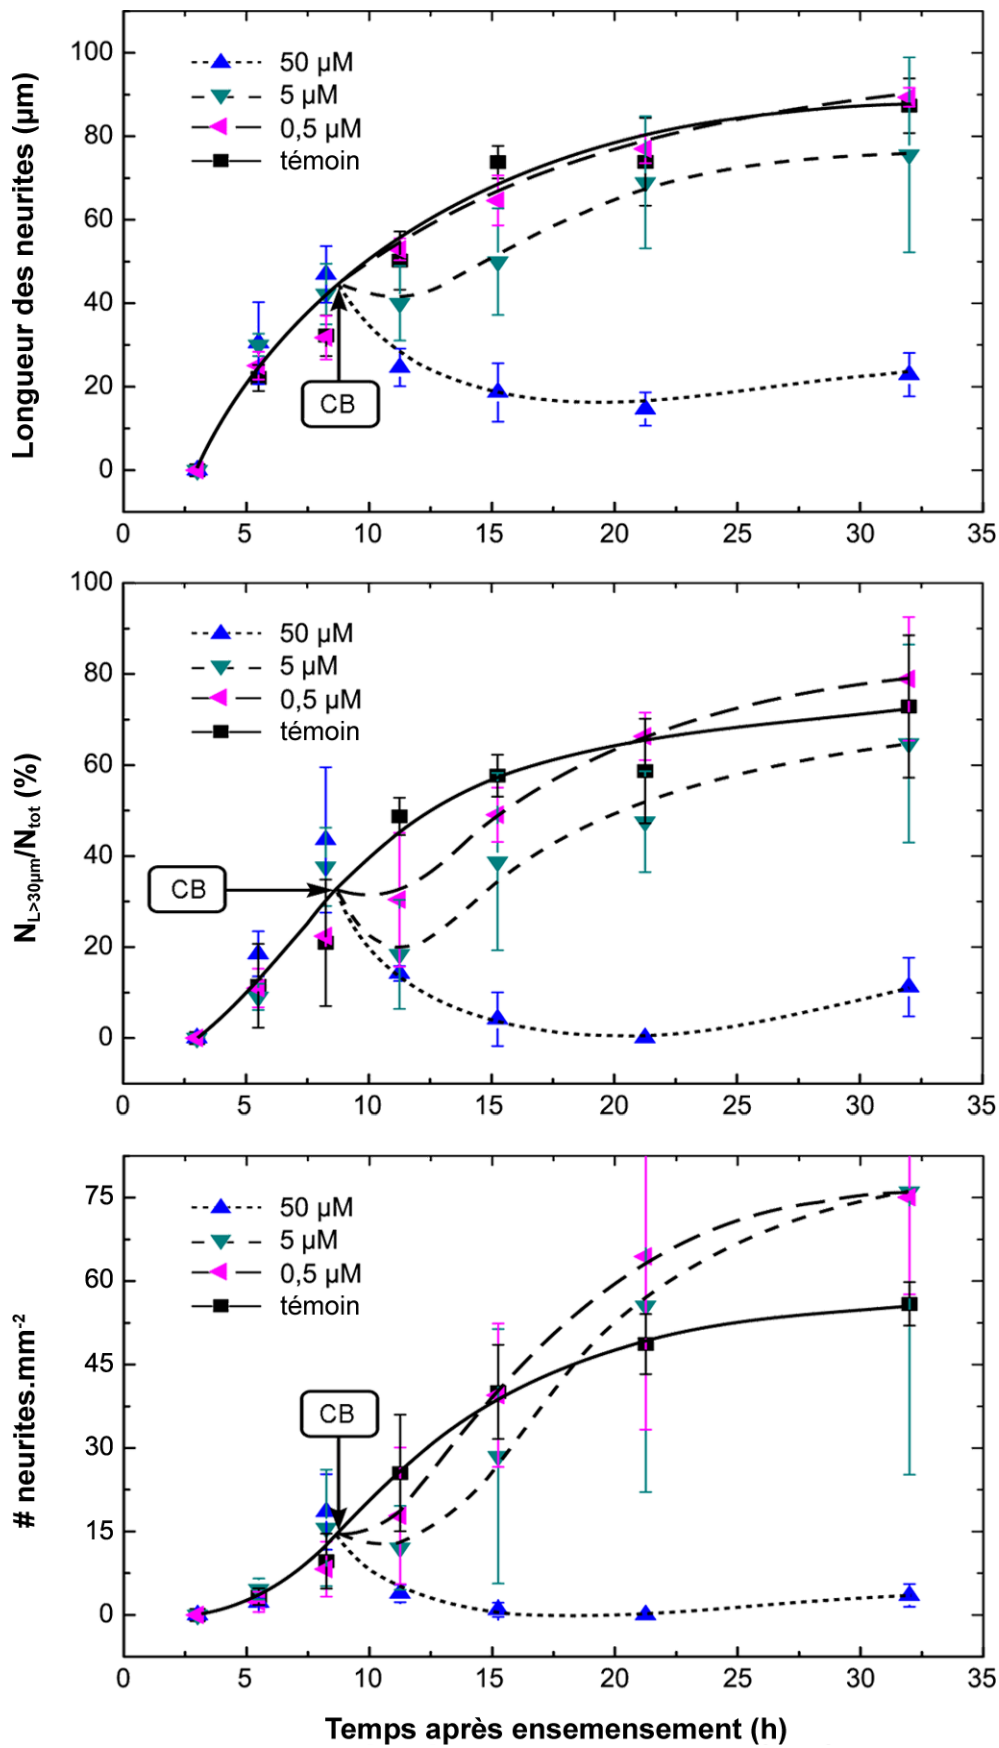 Longueur des neurites (µm)
100
80
60
40
20
0
50 µM
5 µM
0,5 µM
témoin
CB
0 5 10 15 20 25 30 35
N_L>30µm/N_tot (%)
100
80
60
40
20
0
50 µM
5 µM
0,5 µM
témoin
CB
0 5 10 15 20 25 30 35
# neurites.mm⁻²
75
60
45
30
15
0
50 µM
5 µM
0,5 µM
témoin
CB
0 5 10 15 20 25 30 35
Temps après ensemensement (h)